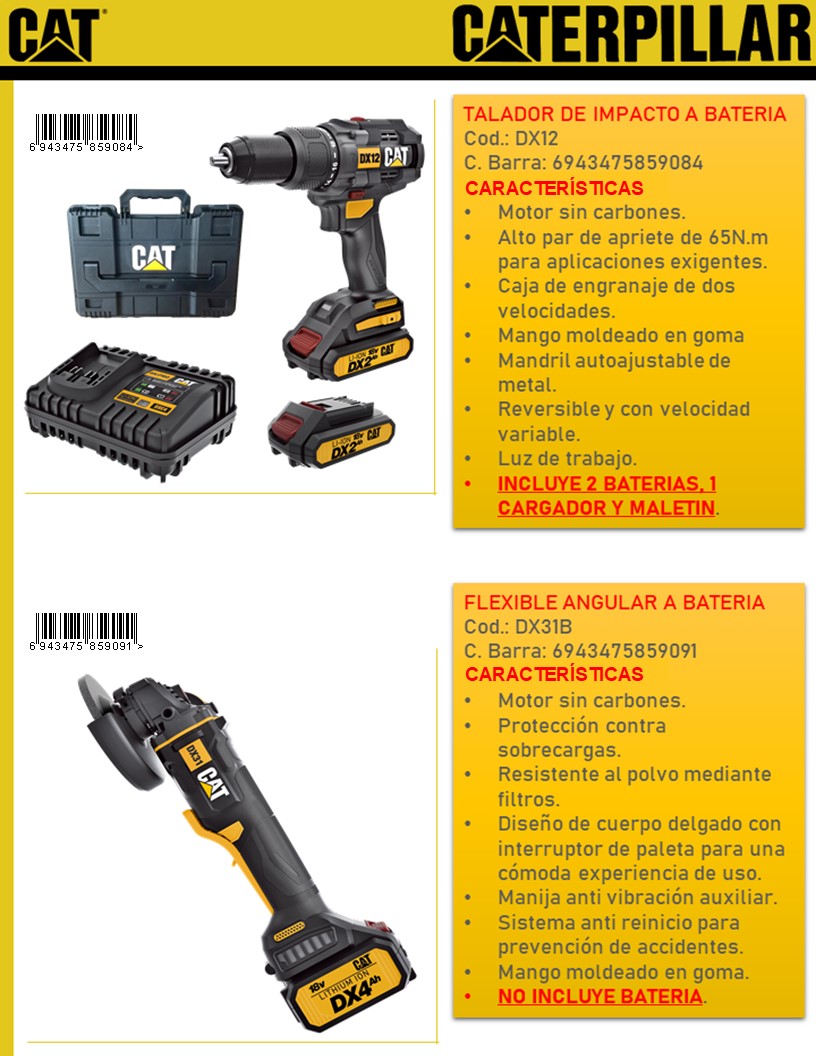 CAT®
CATERPILLAR
6 943475 859084 >
DX12
CAT
CAT
LI-ION 18v
DX2Ah CAT
CAT
LI-ION 18v
DX2Ah CAT
TALADOR DE IMPACTO A BATERIA
Cod.: DX12
C. Barra: 6943475859084
CARACTERÍSTICAS
• Motor sin carbones.
• Alto par de apriete de 65N.m
para aplicaciones exigentes.
• Caja de engranaje de dos
velocidades.
• Mango moldeado en goma
• Mandril autoajustable de
metal.
• Reversible y con velocidad
variable.
• Luz de trabajo.
• INCLUYE 2 BATERIAS, 1
CARGADOR Y MALETIN.
6 943475 859091 >
DX31
CAT
CAT
18v
LITHIUM ION
DX4Ah
FLEXIBLE ANGULAR A BATERIA
Cod.: DX31B
C. Barra: 6943475859091
CARACTERÍSTICAS
• Motor sin carbones.
• Protección contra
sobrecargas.
• Resistente al polvo mediante
filtros.
• Diseño de cuerpo delgado con
interruptor de paleta para una
cómoda experiencia de uso.
• Manija anti vibración auxiliar.
• Sistema anti reinicio para
prevención de accidentes.
• Mango moldeado en goma.
• NO INCLUYE BATERIA.